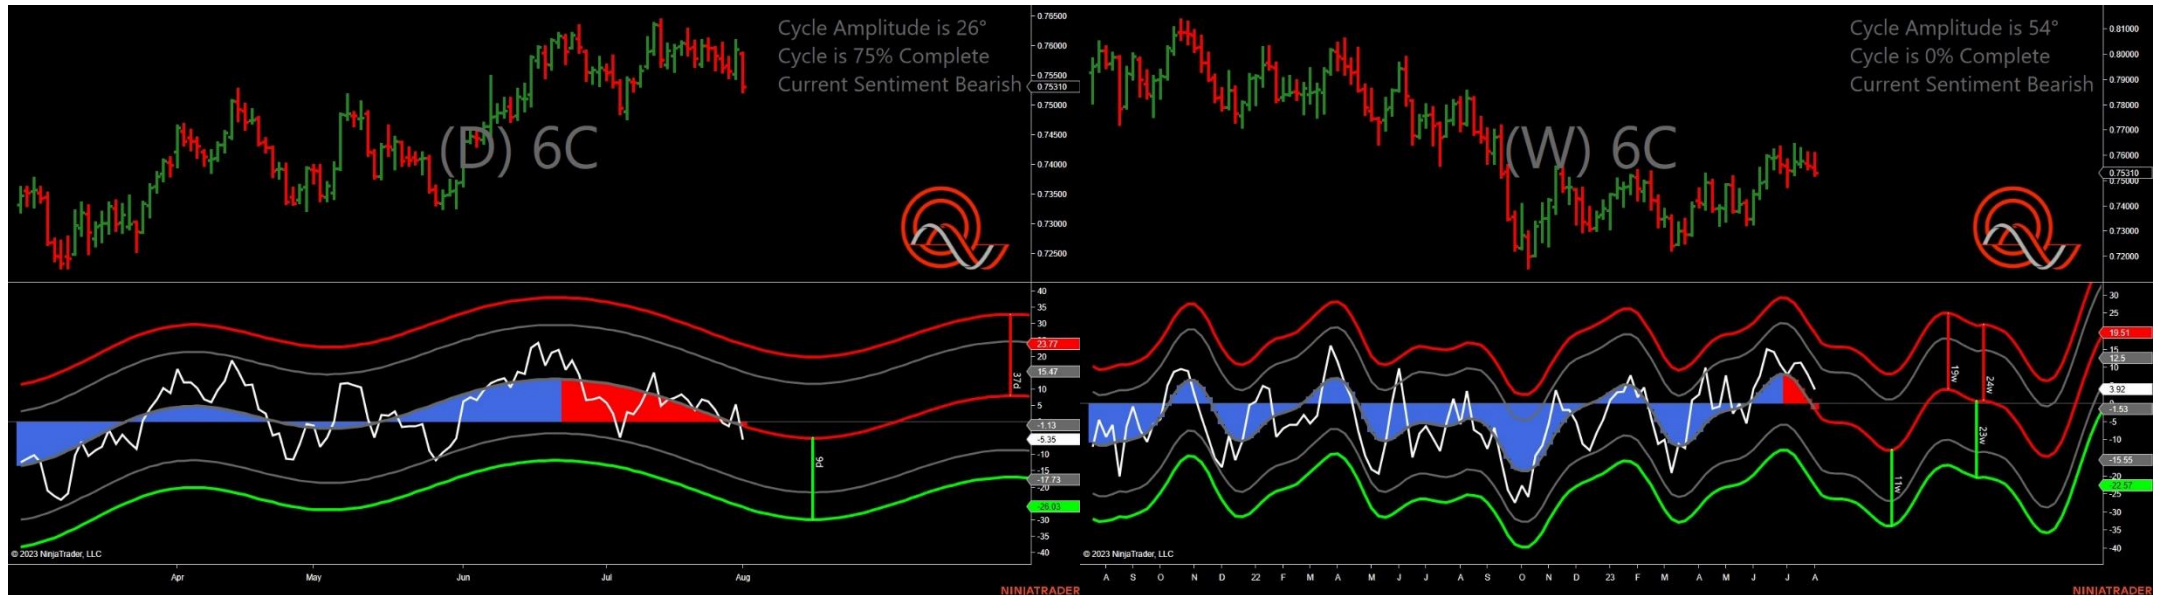 Cycle Amplitude is 26°
Cycle is 75% Complete
Current Sentiment Bearish
(D) 6C
0.76500
0.76000
0.75500
0.75310
0.75000
0.74500
0.74000
0.73500
0.73000
0.72500
40
35
30
23.77
20
15.47
10
5
-1.13
-5.35
-10
-15
-17.73
-20
-26.03
-30
-35
-40
37d
9d
© 2023 NinjaTrader, LLC
Apr May Jun Jul Aug
NINJATRADER
Cycle Amplitude is 54°
Cycle is 0% Complete
Current Sentiment Bearish
(W) 6C
0.81000
0.80000
0.79000
0.78000
0.77000
0.76000
0.75310
0.75000
0.74000
0.73000
0.72000
30
25
19.51
15
12.5
10
3.92
-1.53
-5
-10
-15.55
-20
-22.57
-25
-30
-35
-40
19w
24w
23w
11w
© 2023 NinjaTrader, LLC
A S O N D 22 F M A M J J A S O N D 23 F M A M J J A
NINJATRADER